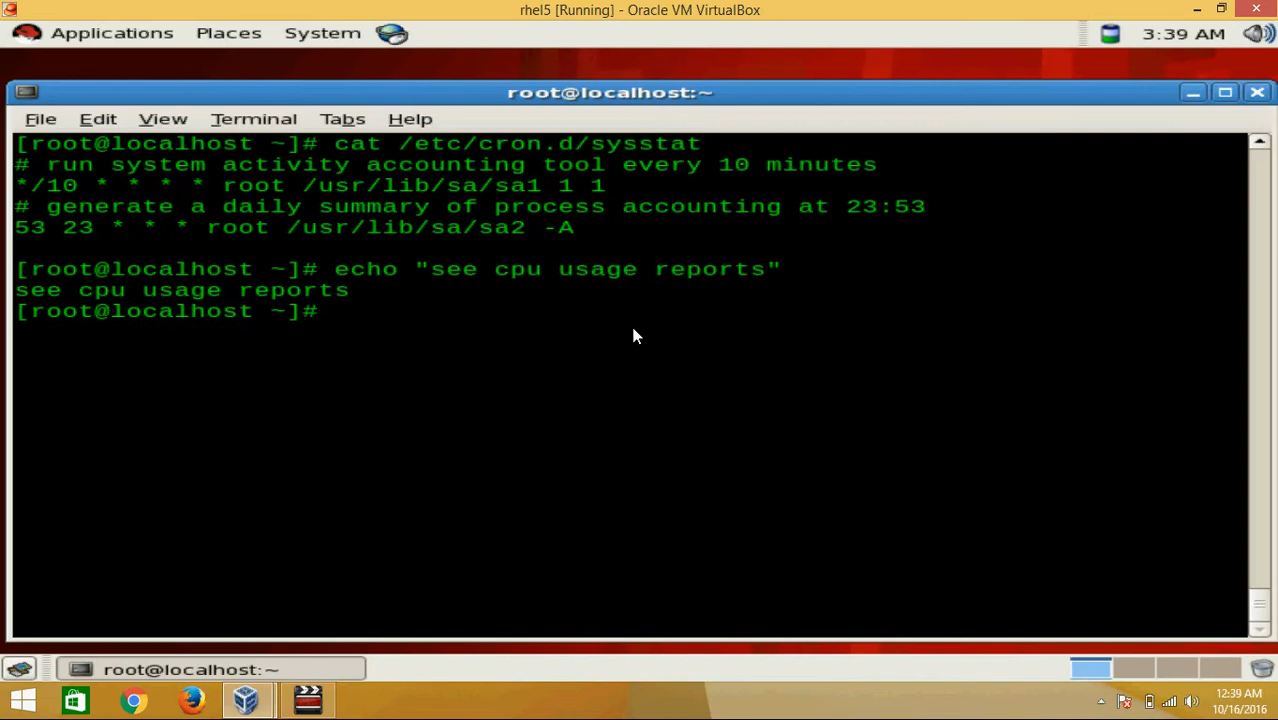 rhel5 [Running] - Oracle VM VirtualBox
Applications Places System 3:39 AM
root@localhost:~
File Edit View Terminal Tabs Help
[root@localhost ~]# cat /etc/cron.d/sysstat
# run system activity accounting tool every 10 minutes
*/10 * * * * root /usr/lib/sa/sa1 1 1
# generate a daily summary of process accounting at 23:53
53 23 * * * root /usr/lib/sa/sa2 -A
[root@localhost ~]# echo "see cpu usage reports"
see cpu usage reports
[root@localhost ~]#
root@localhost:~
12:39 AM
10/16/2016